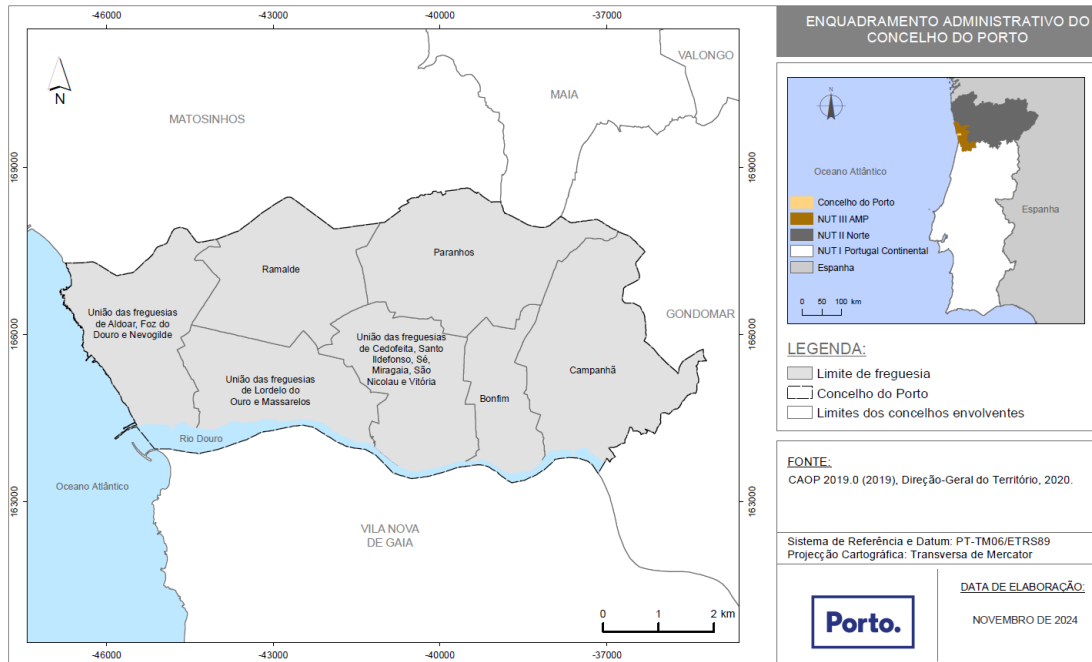 -46000
-43000
-40000
-37000
ENQUADRAMENTO ADMINISTRATIVO DO
CONCELHO DO PORTO
N
VALONGO
MAIA
MATOSINHOS
169000
169000
Paranhos
Ramalde
GONDOMAR
166000
166000
União das freguesias
de Aldoar, Foz do
Douro e Nevogilde
União das freguesias
de Cedofeita, Santo
Ildefonso, Sé,
Miragaia, São
Nicolau e Vitória
Campanhã
União das freguesias
de Lordelo do
Ouro e Massarelos
Bonfim
Rio Douro
Oceano Atlântico
163000
163000
VILA NOVA
DE GAIA
0 1 2 km
-46000
-43000
-40000
-37000
N
Oceano Atlântico
Espanha
Concelho do Porto
NUT III AMP
NUT II Norte
NUT I Portugal Continental
Espanha
0 50 100 km
LEGENDA:
Limite de freguesia
Concelho do Porto
Limites dos concelhos envolventes
FONTE:
CAOP 2019.0 (2019), Direção-Geral do Território, 2020.
Sistema de Referência e Datum: PT-TM06/ETRS89
Projecção Cartográfica: Transversa de Mercator
Porto.
DATA DE ELABORAÇÃO:
NOVEMBRO DE 2024